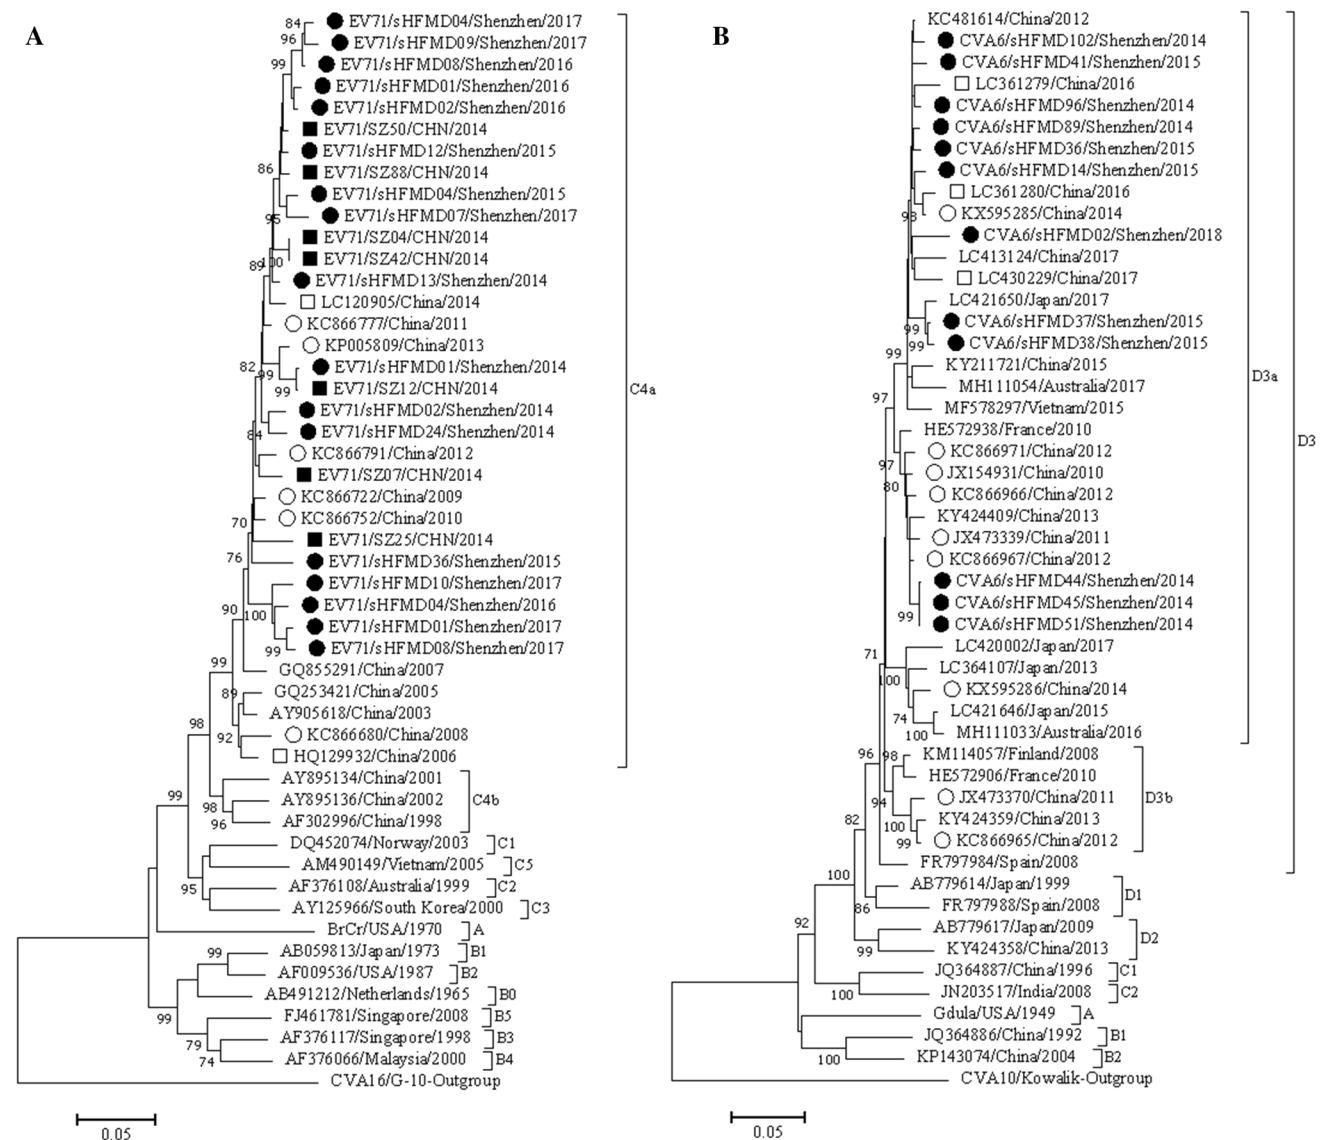 A
84
EV71/sHFMD04/Shenzhen/2017
96
EV71/sHFMD09/Shenzhen/2017
99
EV71/sHFMD08/Shenzhen/2016
EV71/sHFMD01/Shenzhen/2016
EV71/sHFMD02/Shenzhen/2016
EV71/SZ50/CHN/2014
EV71/sHFMD12/Shenzhen/2015
86
EV71/SZ88/CHN/2014
EV71/sHFMD04/Shenzhen/2015
95
EV71/sHFMD07/Shenzhen/2017
EV71/SZ04/CHN/2014
89
100
EV71/SZ42/CHN/2014
EV71/sHFMD13/Shenzhen/2014
LC120905/China/2014
KC866777/China/2011
KP005809/China/2013
82
99
EV71/sHFMD01/Shenzhen/2014
99
EV71/SZ12/CHN/2014
C4a
EV71/sHFMD02/Shenzhen/2014
84
EV71/sHFMD24/Shenzhen/2014
KC866791/China/2012
EV71/SZ07/CHN/2014
KC866722/China/2009
70
KC866752/China/2010
EV71/SZ25/CHN/2014
76
EV71/sHFMD36/Shenzhen/2015
EV71/sHFMD10/Shenzhen/2017
90
100
EV71/sHFMD04/Shenzhen/2016
EV71/sHFMD01/Shenzhen/2017
99
EV71/sHFMD08/Shenzhen/2017
99
GQ855291/China/2007
89
GQ253421/China/2005
AY905618/China/2003
98
92
KC866680/China/2008
HQ129932/China/2006
AY895134/China/2001
99
98
AY895136/China/2002
C4b
96
AF302996/China/1998
DQ452074/Norway/2003
C1
AM490149/Vietnam/2005
C5
95
AF376108/Australia/1999
C2
AY125966/South Korea/2000
C3
BrCr/USA/1970
A
99
AB059813/Japan/1973
B1
AF009536/USA/1987
B2
AB491212/Netherlands/1965
B0
99
FJ461781/Singapore/2008
B5
79
AF376117/Singapore/1998
B3
74
AF376066/Malaysia/2000
B4
CVA16/G-10-Outgroup
0.05
B
KC481614/China/2012
CVA6/sHFMD102/Shenzhen/2014
CVA6/sHFMD41/Shenzhen/2015
LC361279/China/2016
CVA6/sHFMD96/Shenzhen/2014
CVA6/sHFMD89/Shenzhen/2014
CVA6/sHFMD36/Shenzhen/2015
CVA6/sHFMD14/Shenzhen/2015
LC361280/China/2016
98
KX595285/China/2014
CVA6/sHFMD02/Shenzhen/2018
LC413124/China/2017
LC430229/China/2017
LC421650/Japan/2017
99
CVA6/sHFMD37/Shenzhen/2015
99
CVA6/sHFMD38/Shenzhen/2015
99
KY211721/China/2015
D3a
97
MH111054/Australia/2017
MF578297/Vietnam/2015
HE572938/France/2010
D3
97
KC866971/China/2012
80
JX154931/China/2010
KC866966/China/2012
KY424409/China/2013
JX473339/China/2011
KC866967/China/2012
CVA6/sHFMD44/Shenzhen/2014
CVA6/sHFMD45/Shenzhen/2014
99
CVA6/sHFMD51/Shenzhen/2014
71
LC420002/Japan/2017
100
LC364107/Japan/2013
KX595286/China/2014
74
LC421646/Japan/2015
100
MH111033/Australia/2016
96
98
KM114057/Finland/2008
HE572906/France/2010
94
JX473370/China/2011
D3b
82
100
KY424359/China/2013
99
KC866965/China/2012
FR797984/Spain/2008
100
AB779614/Japan/1999
D1
86
FR797988/Spain/2008
92
AB779617/Japan/2009
D2
99
KY424358/China/2013
JQ364887/China/1996
C1
100
JN203517/India/2008
C2
Gdula/USA/1949
A
JQ364886/China/1992
B1
100
KP143074/China/2004
B2
CVA10/Kowalik-Outgroup
0.05